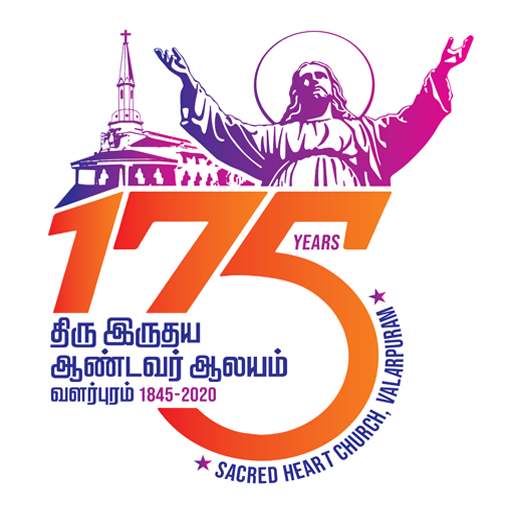 175
YEARS
திரு இருதய
ஆண்டவர் ஆலயம்
வளர்புரம் 1845-2020
★ SACRED HEART CHURCH, VALARPURAM ★